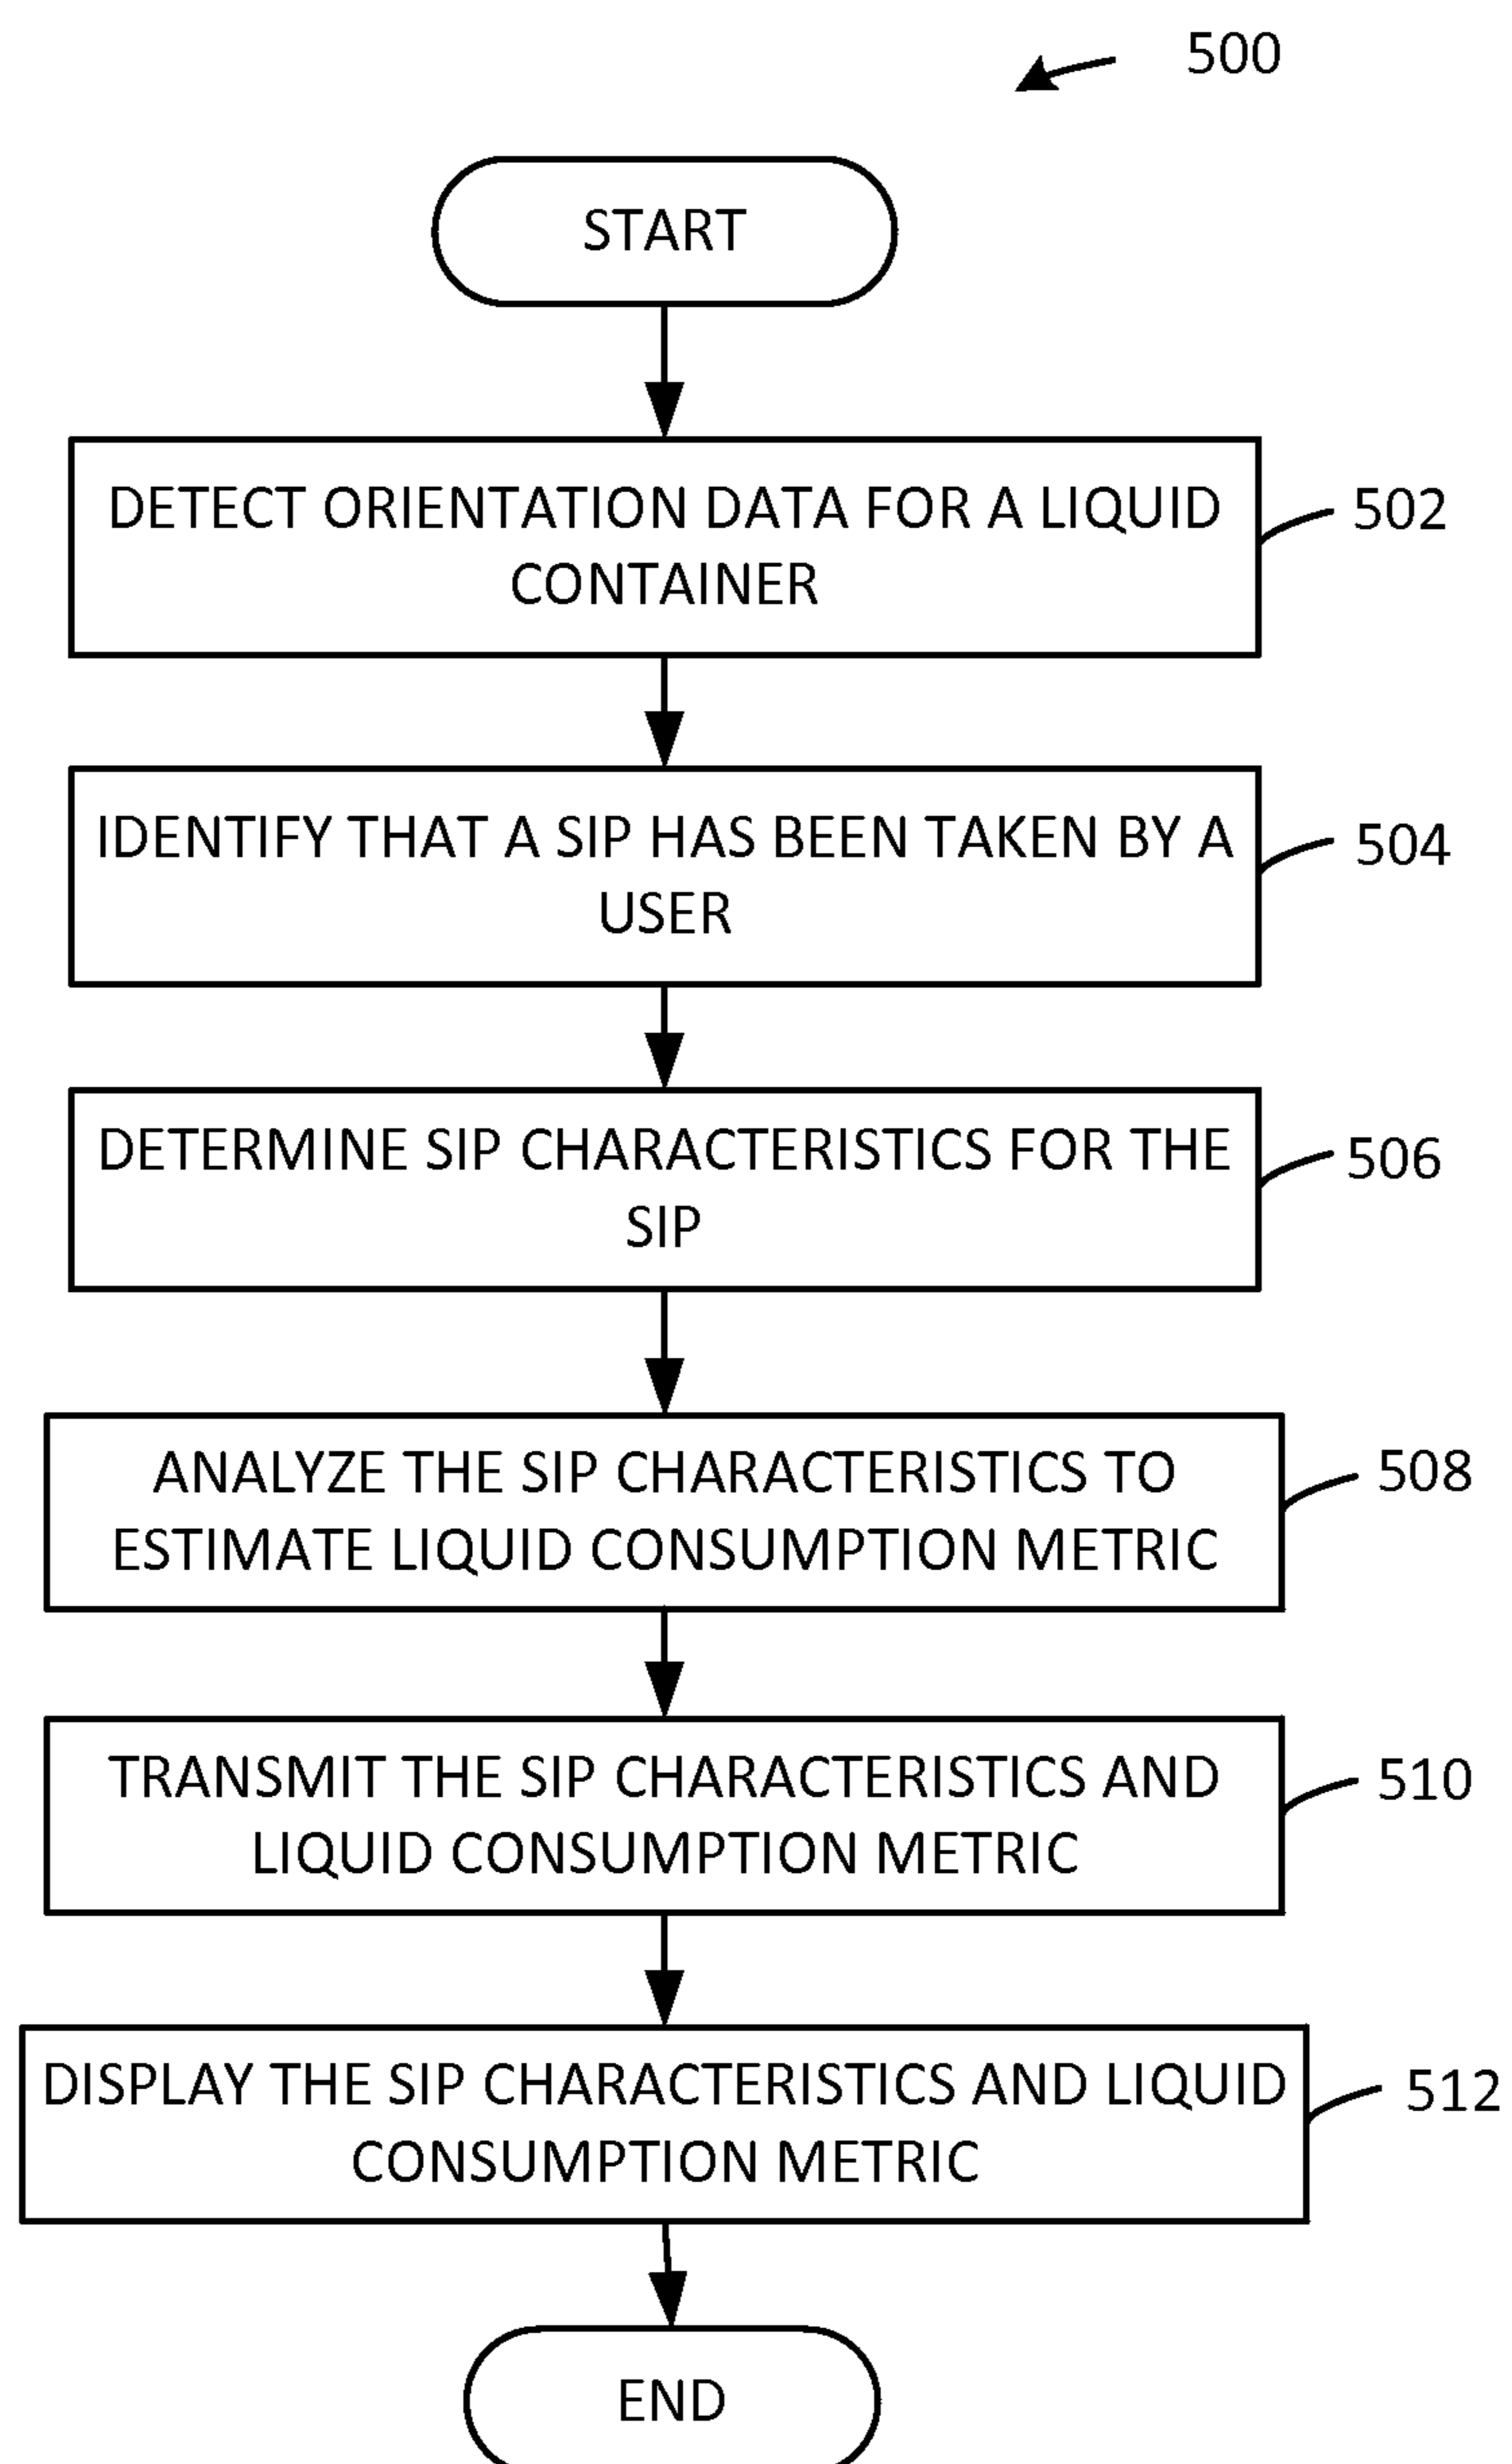 500
START
DETECT ORIENTATION DATA FOR A LIQUID
CONTAINER
502
IDENTIFY THAT A SIP HAS BEEN TAKEN BY A
USER
504
DETERMINE SIP CHARACTERISTICS FOR THE
SIP
506
ANALYZE THE SIP CHARACTERISTICS TO
ESTIMATE LIQUID CONSUMPTION METRIC
508
TRANSMIT THE SIP CHARACTERISTICS AND
LIQUID CONSUMPTION METRIC
510
DISPLAY THE SIP CHARACTERISTICS AND LIQUID
CONSUMPTION METRIC
512
END